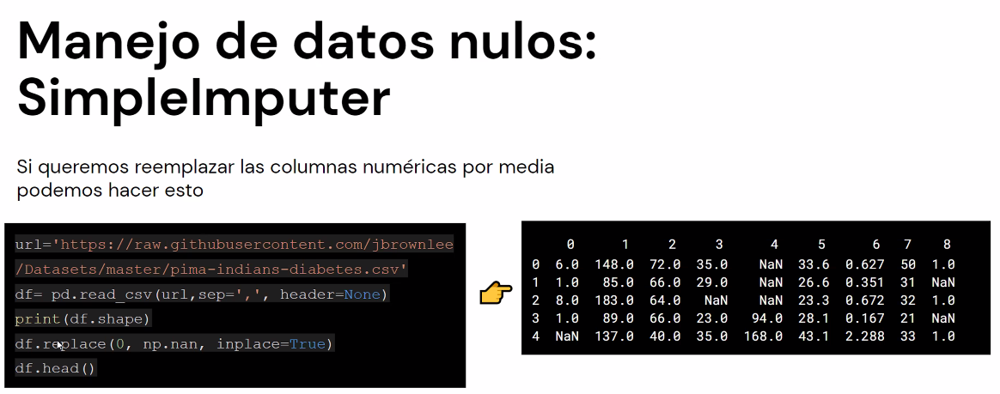 Manejo de datos nulos:
SimpleImputer
Si queremos reemplazar las columnas numéricas por media
podemos hacer esto
url='https://raw.githubusercontent.com/jbrownlee
/Datasets/master/pima-indians-diabetes.csv'
df= pd.read_csv(url,sep=',', header=None)
print(df.shape)
df.replace(0, np.nan, inplace=True)
df.head()
0 1 2 3 4 5 6 7 8
0 6.0 148.0 72.0 35.0 NaN 33.6 0.627 50 1.0
1 1.0 85.0 66.0 29.0 NaN 26.6 0.351 31 NaN
2 8.0 183.0 64.0 NaN NaN 23.3 0.672 32 1.0
3 1.0 89.0 66.0 23.0 94.0 28.1 0.167 21 NaN
4 NaN 137.0 40.0 35.0 168.0 43.1 2.288 33 1.0